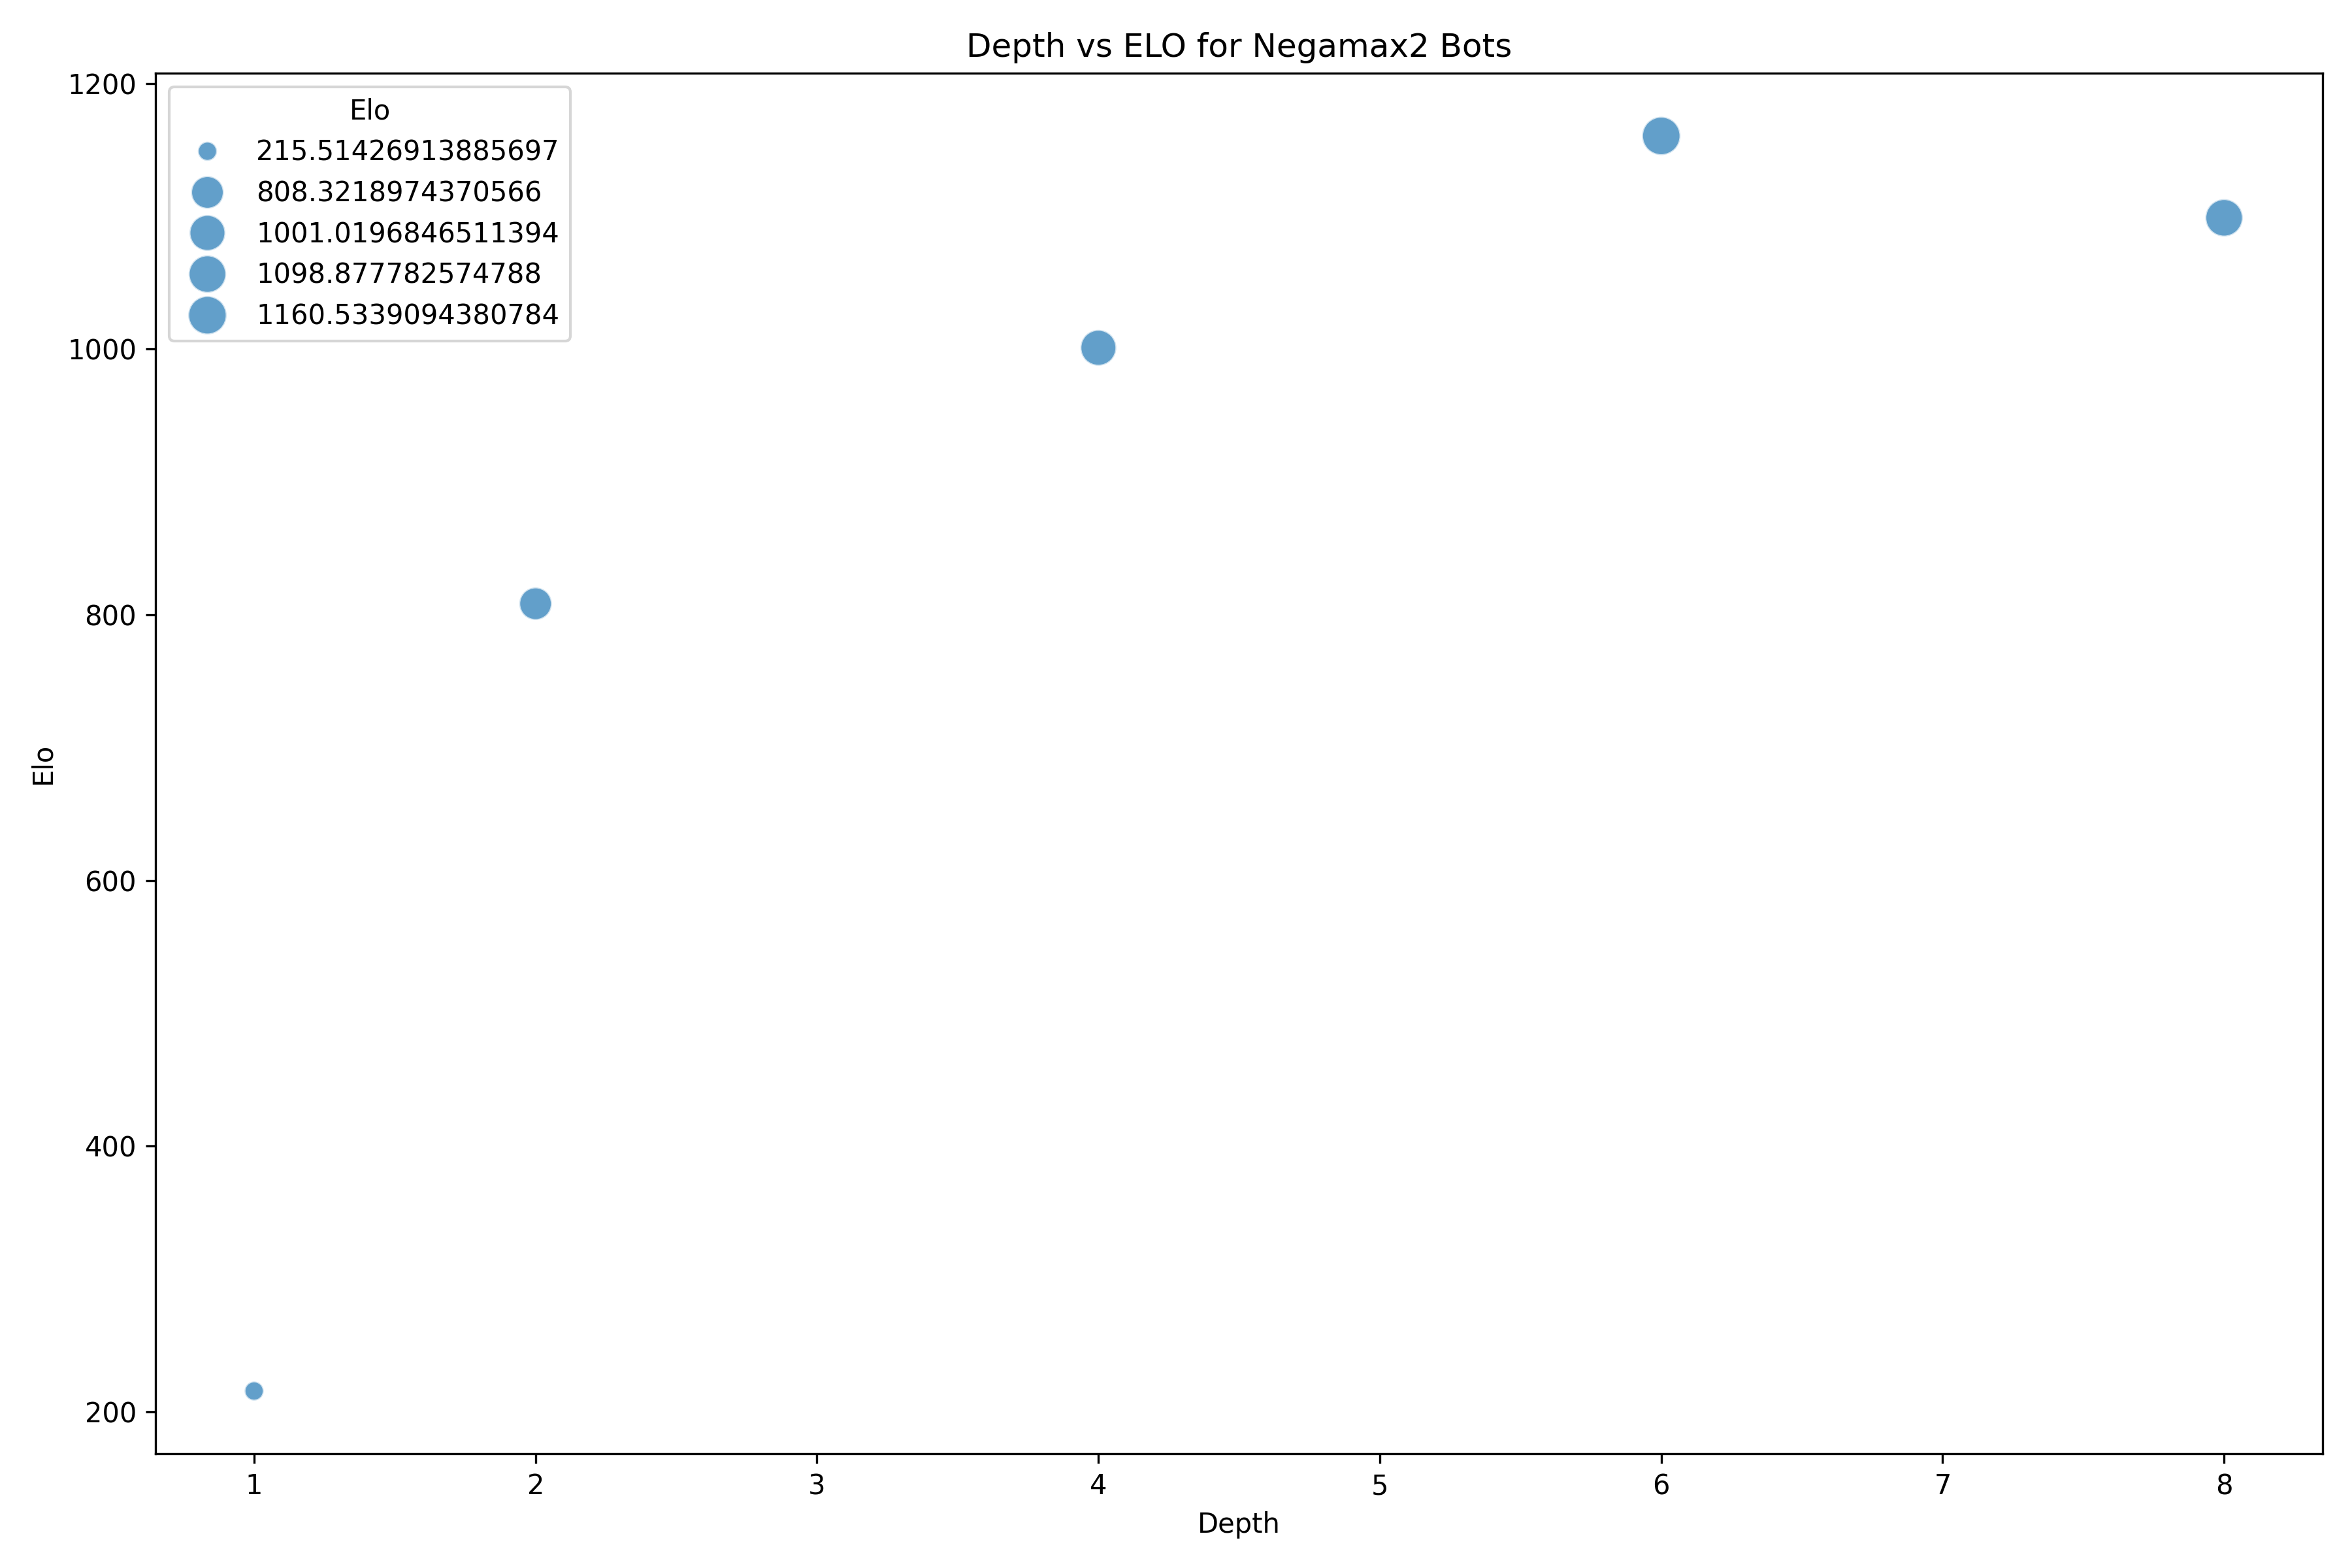 Depth vs ELO for Negamax2 Bots
Elo
215.51426913885697
808.3218974370566
1001.0196846511394
1098.877782574788
1160.5339094380784
1200
1000
800
600
400
200
Elo
1 2 3 4 5 6 7 8
Depth